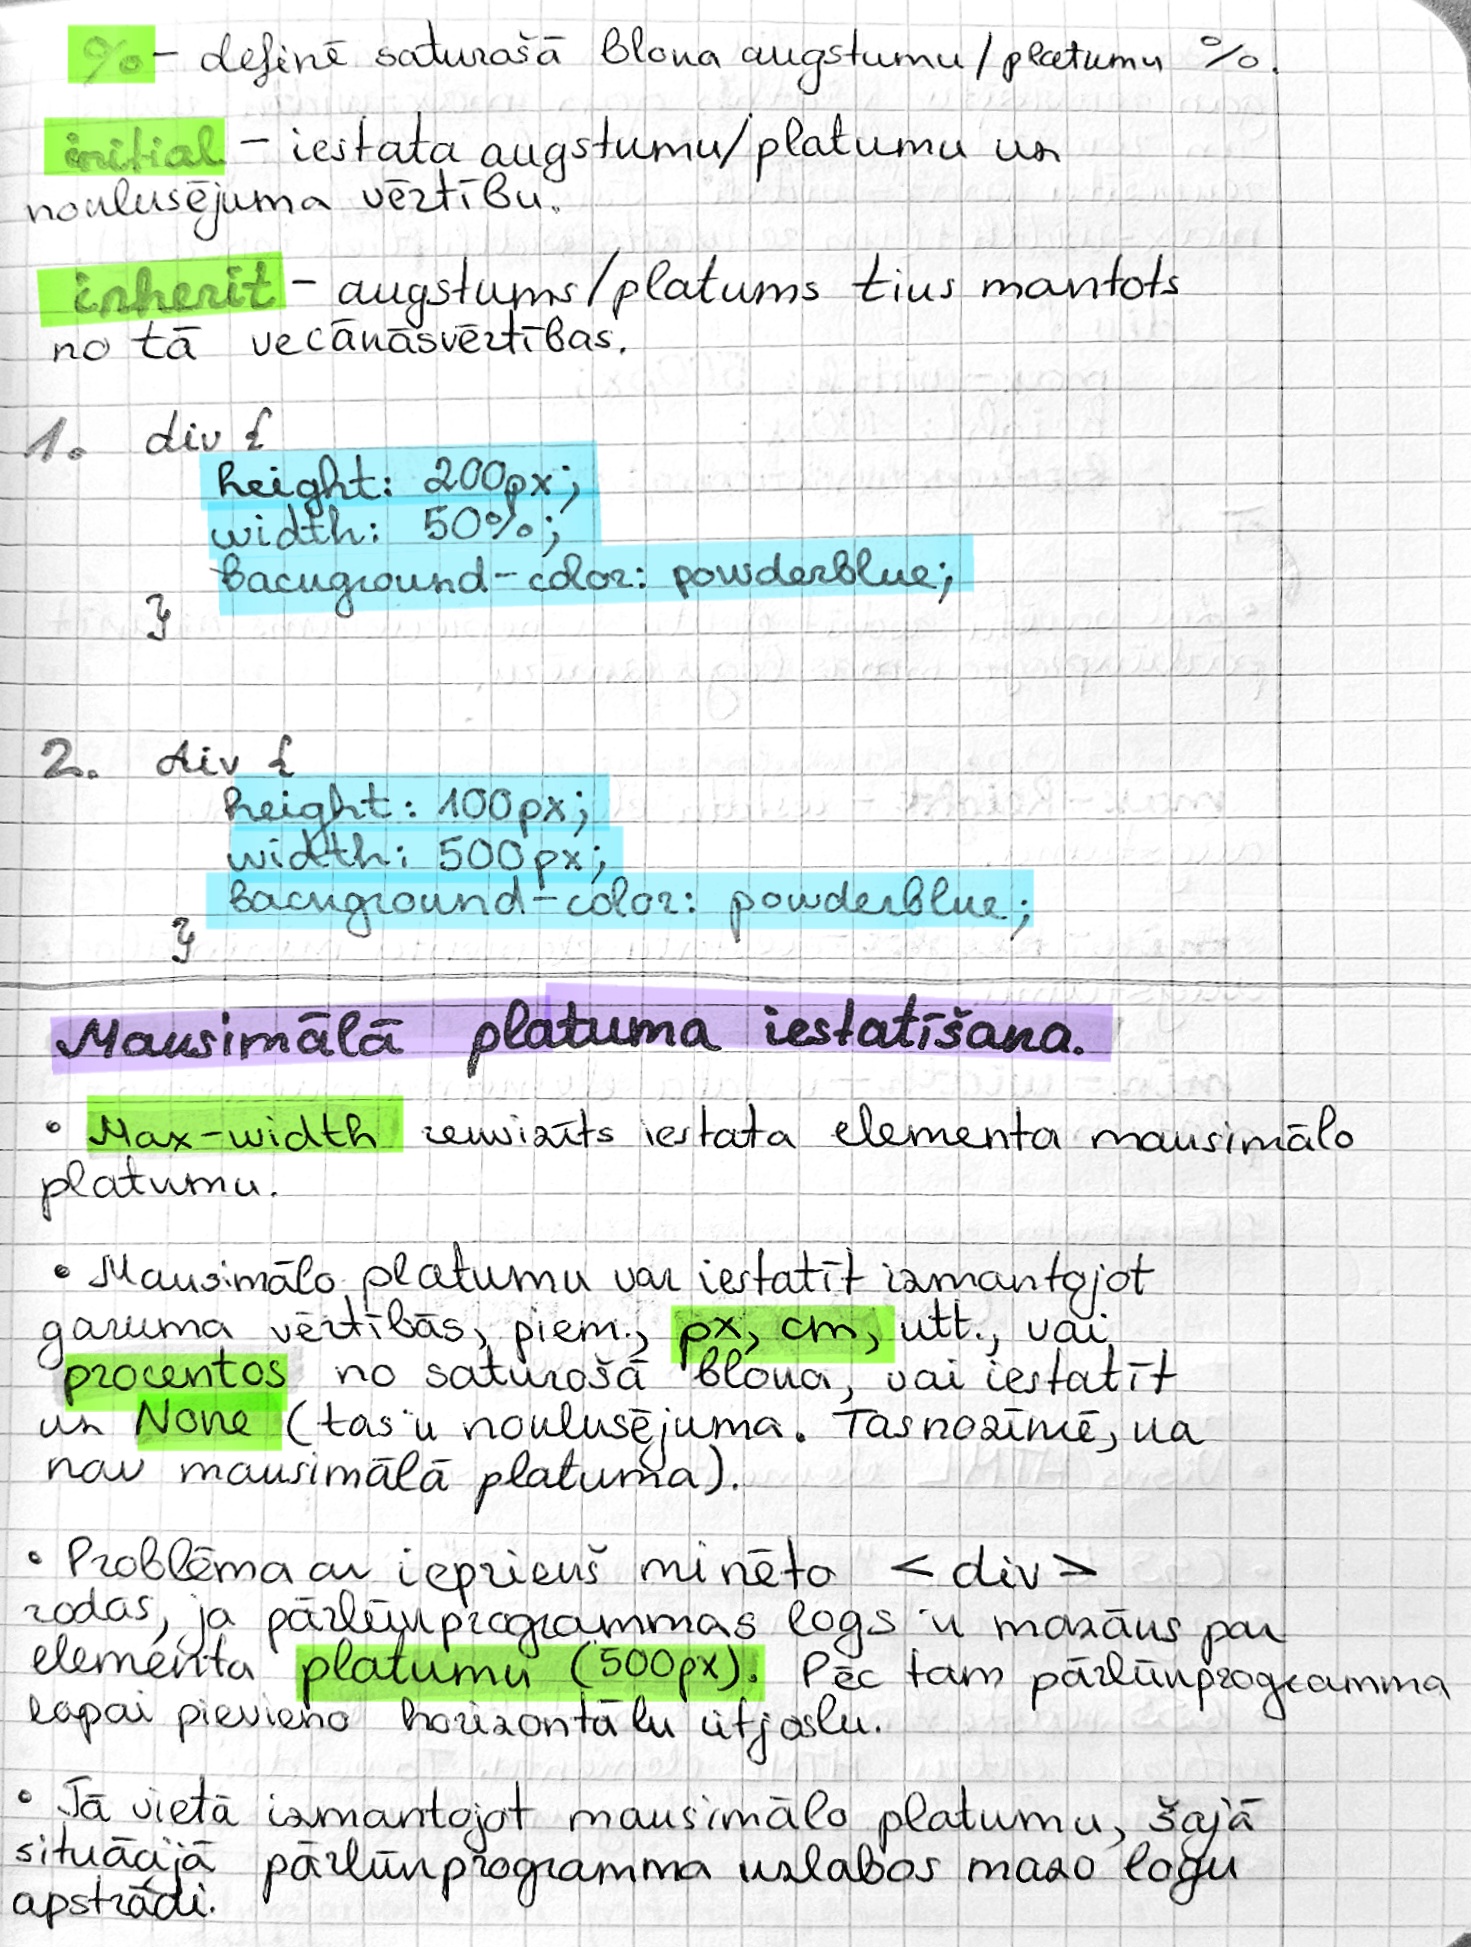 % - definē saturošā bloka augstumu/platumu %.
initial - iestata augstumu/platumu uz
noklusējuma vērtību.
inherit - augstums/platums tiks mantots
no tā vecākāsvērtības.
1. div {
height: 200px;
width: 50%;
background-color: powderblue;
}
2. div {
height: 100px;
width: 500px;
background-color: powderblue;
}
Maksimālā platuma iestatīšana.
• Max-width rekvizīts iestata elementa maksimālo
platumu.
• Maksimālo platumu var iestatīt izmantojot
garuma vērtībās, piem., px, cm, utt., vai
procentos no saturošā bloka, vai iestatīt
uz None (tas ir noklusējuma. Tas nozīmē, ka
nav maksimālā platuma).
• Problēma ar iepriekš minēto <div>
rodas, ja pārlūkprogrammas logs ir mazāks par
elementa platumu (500px). Pēc tam pārlūkprogramma
lapai pievieno horizontālu ritjoslu.
• Tā vietā izmantojot maksimālo platumu, šajā
situācijā pārlūkprogramma uzlabos mazo logu
apstrādi.